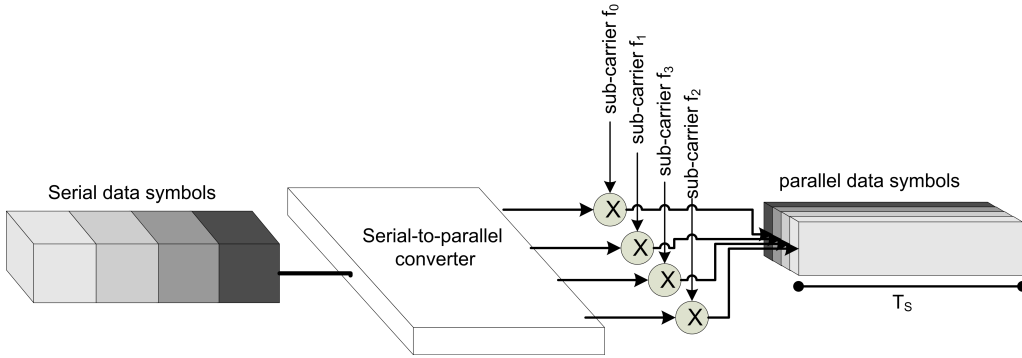 sub-carrier f0
sub-carrier f1
sub-carrier f3
sub-carrier f2
Serial data symbols
Serial-to-parallel
converter
parallel data symbols
X
X
X
X
TS